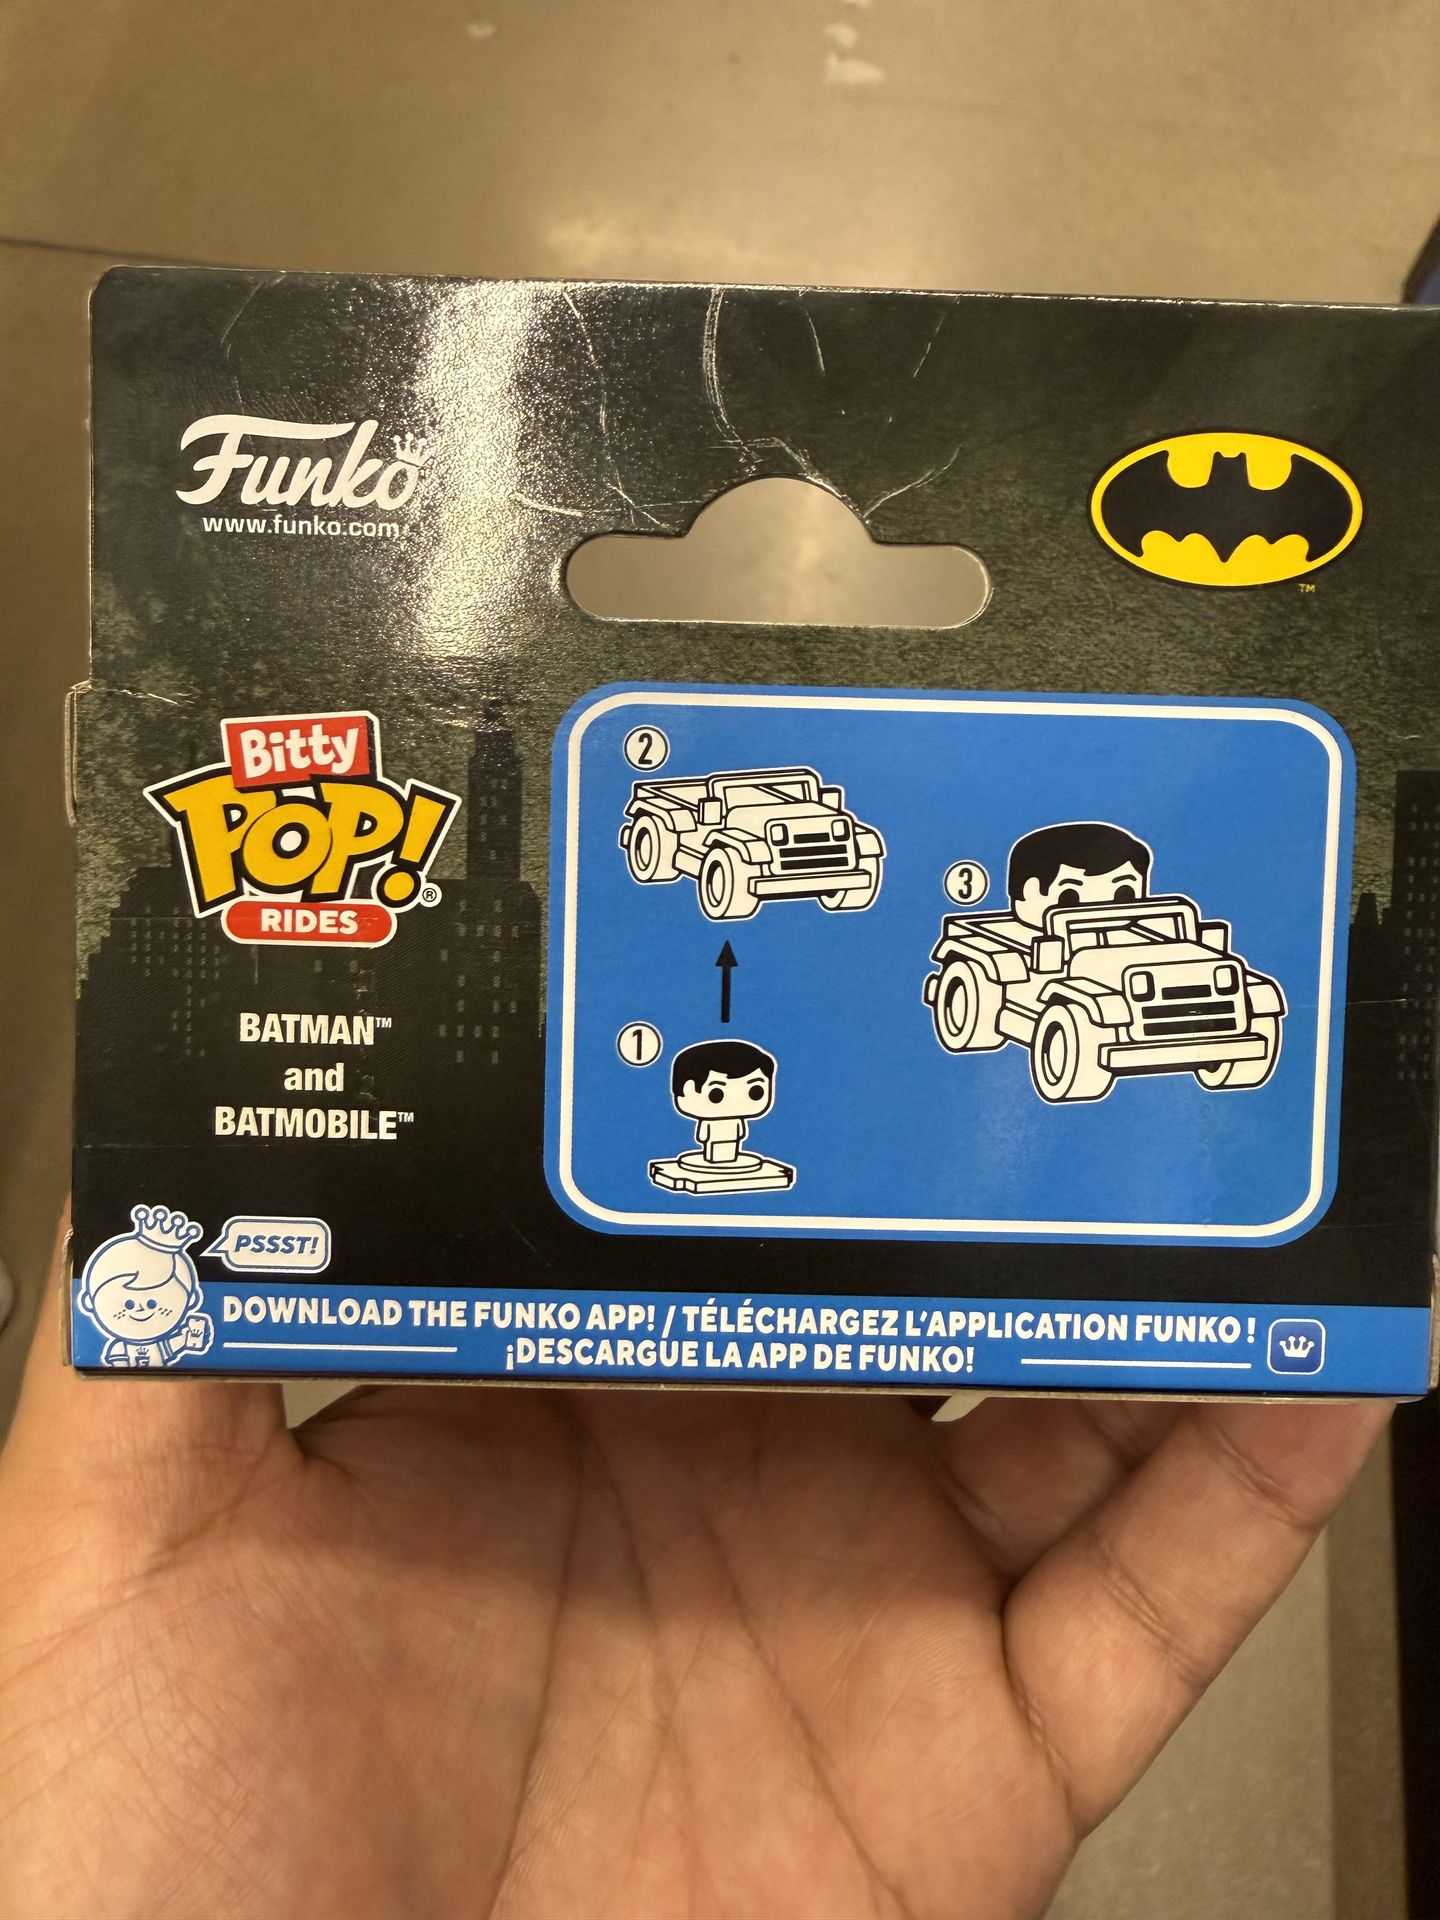 Funko
www.funko.com
TM
Bitty
POP!®
RIDES
BATMAN™
and
BATMOBILE™
2
3
1
PSSST!
DOWNLOAD THE FUNKO APP! / TÉLÉCHARGEZ L'APPLICATION FUNKO !
¡DESCARGUE LA APP DE FUNKO!